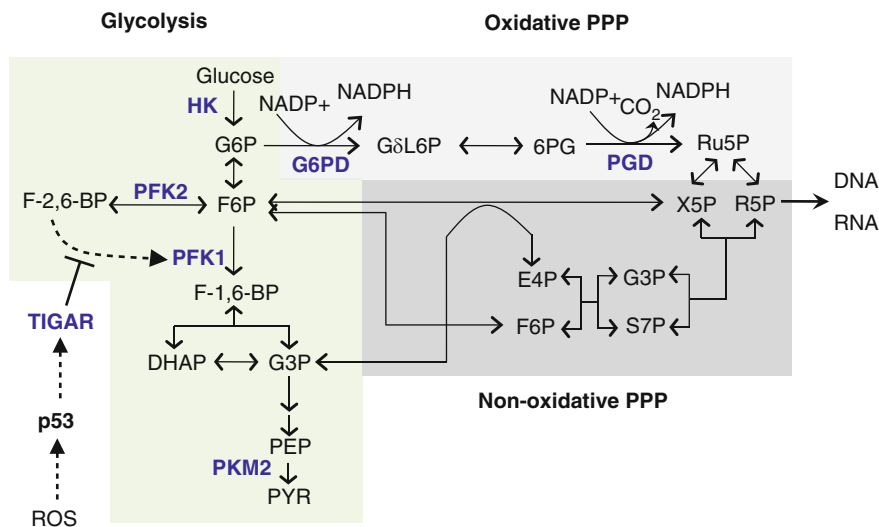 Glycolysis
Oxidative PPP
Glucose
HK
NADP+
NADPH
NADP+
CO2
NADPH
G6P
G6PD
GδL6P
6PG
PGD
Ru5P
F-2,6-BP
PFK2
F6P
X5P
R5P
DNA
RNA
PFK1
F-1,6-BP
E4P
G3P
F6P
S7P
TIGAR
DHAP
G3P
Non-oxidative PPP
p53
PEP
PKM2
PYR
ROS